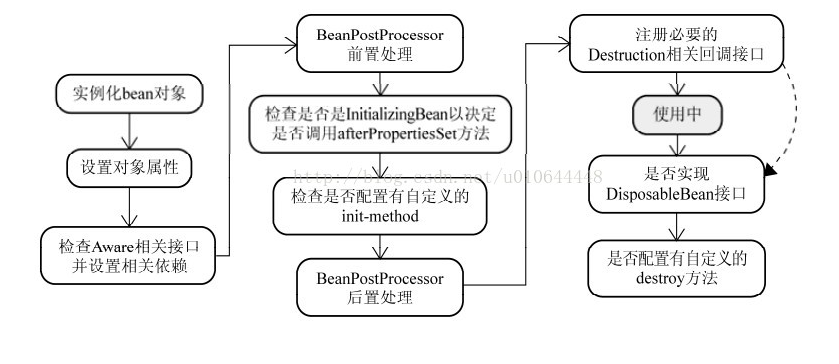 实例化bean对象
设置对象属性
检查Aware相关接口
并设置相关依赖
BeanPostProcessor
前置处理
检查是否是InitializingBean以决定
是否调用afterPropertiesSet方法
检查是否配置有自定义的
init-method
BeanPostProcessor
后置处理
注册必要的
Destruction相关回调接口
使用中
是否实现
DisposableBean接口
是否配置有自定义的
destroy方法
http://blog.csdn.net/u010644448